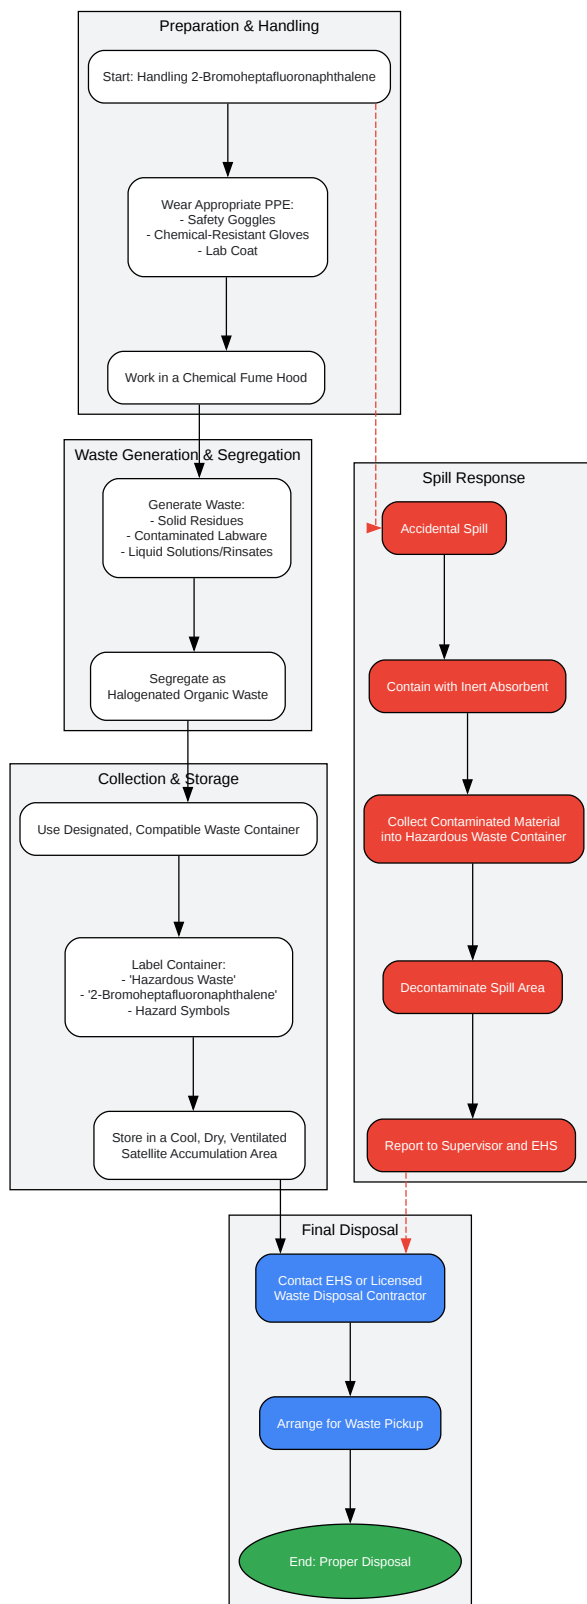 Preparation & Handling
Start: Handling 2-Bromoheptafluoronaphthalene
Wear Appropriate PPE:
- Safety Goggles
- Chemical-Resistant Gloves
- Lab Coat
Work in a Chemical Fume Hood
Waste Generation & Segregation
Generate Waste:
- Solid Residues
- Contaminated Labware
- Liquid Solutions/Rinsates
Segregate as
Halogenated Organic Waste
Collection & Storage
Use Designated, Compatible Waste Container
Label Container:
- 'Hazardous Waste'
- '2-Bromoheptafluoronaphthalene'
- Hazard Symbols
Store in a Cool, Dry, Ventilated
Satellite Accumulation Area
Spill Response
Accidental Spill
Contain with Inert Absorbent
Collect Contaminated Material
into Hazardous Waste Container
Decontaminate Spill Area
Report to Supervisor and EHS
Final Disposal
Contact EHS or Licensed
Waste Disposal Contractor
Arrange for Waste Pickup
End: Proper Disposal